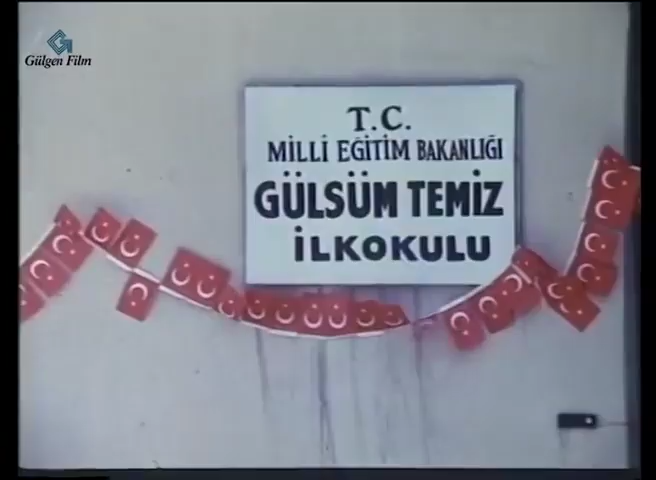 Gülgen Film
T.C.
MİLLİ EĞİTİM BAKANLIĞI
GÜLSÜM TEMİZ
İLKOKULU